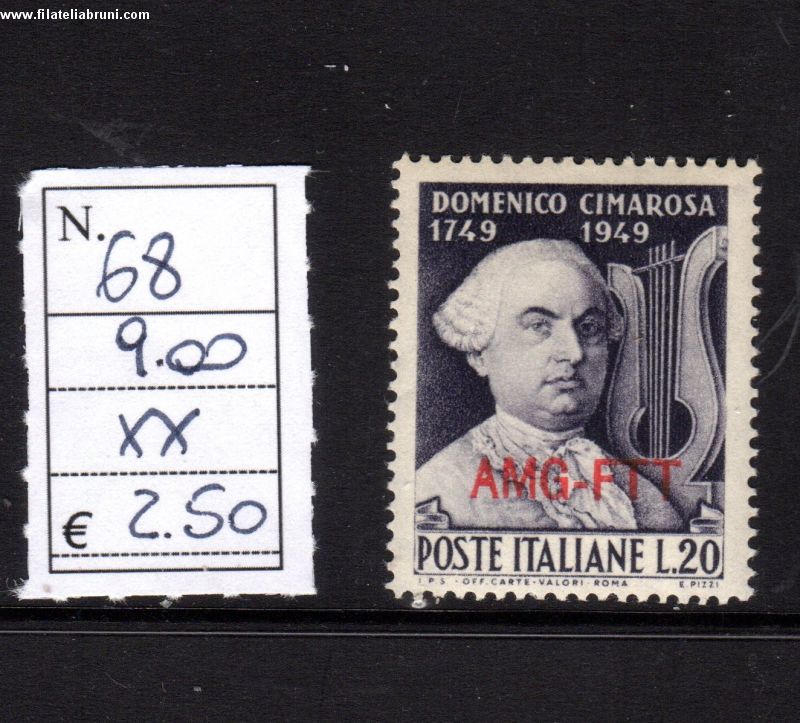 www.filateliabruni.com
N.
68
9.00
XX
€ 2.50
DOMENICO CIMAROSA
1749 1949
AMG-FTT
POSTE ITALIANE L.20
I.P.S - OFF. CARTE - VALORI - ROMA E. PIZZI